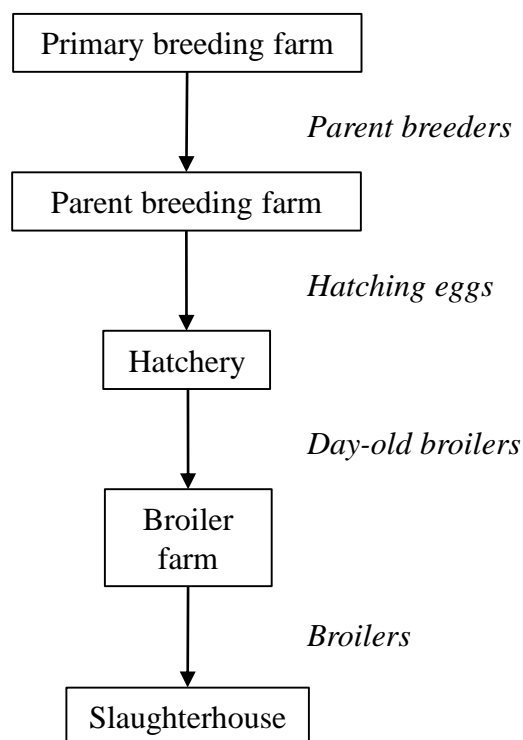 Primary breeding farm
Parent breeders
Parent breeding farm
Hatching eggs
Hatchery
Day-old broilers
Broiler
farm
Broilers
Slaughterhouse